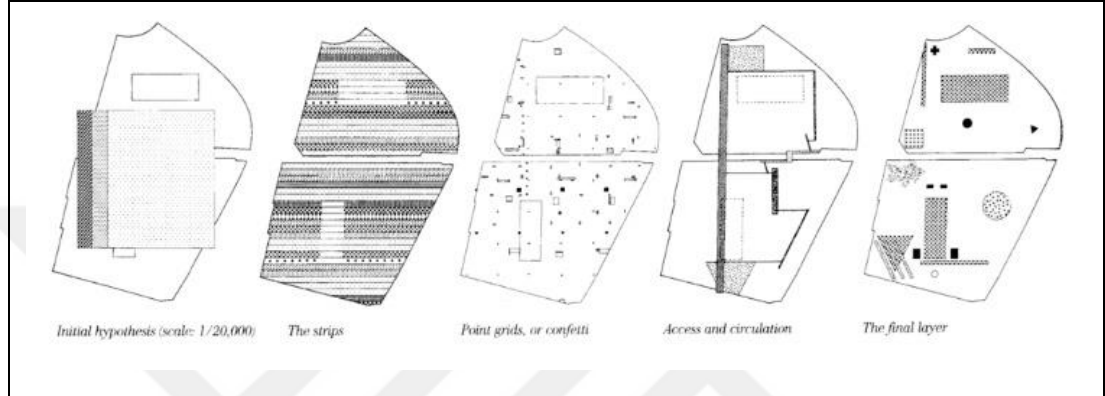 Initial hypothesis (scale: 1/20,000)
The strips
Point grids, or confetti
Access and circulation
The final layer